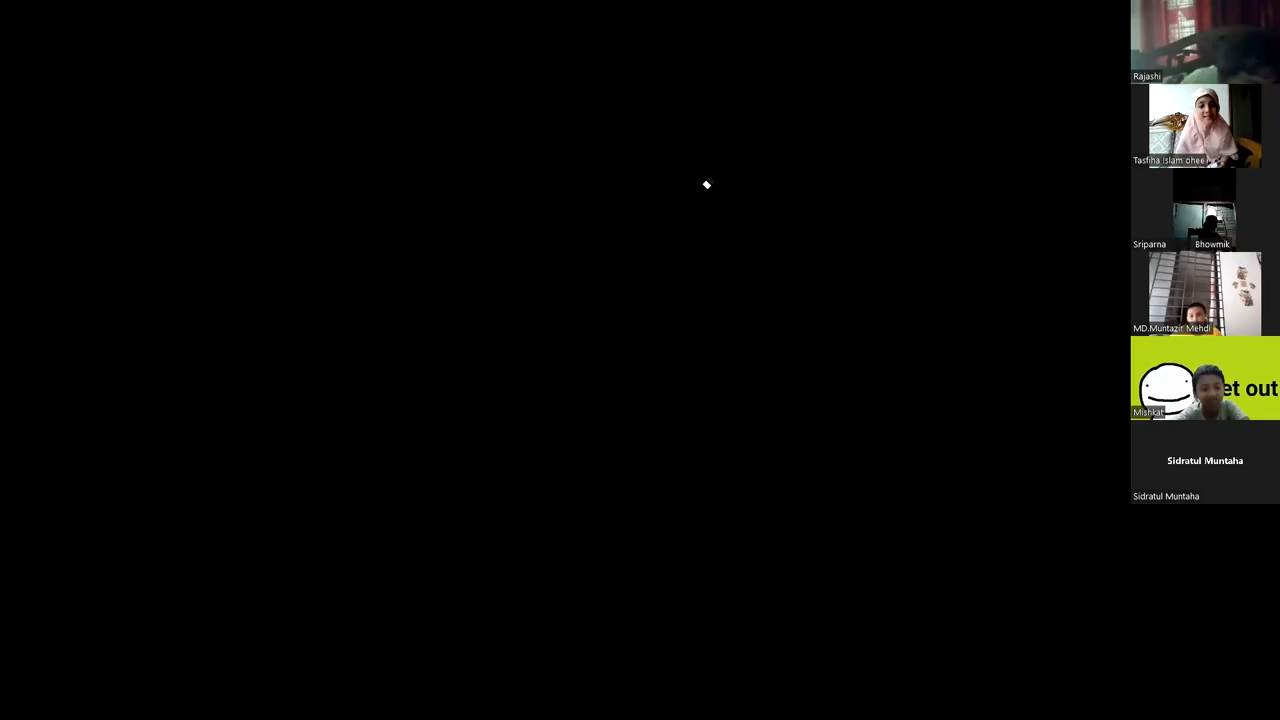 Rajashi
Tasfiha Islam ohee
Sriparna Bhowmik
MD.Muntazir Mehdi
et out
Mishkat
Sidratul Muntaha
Sidratul Muntaha